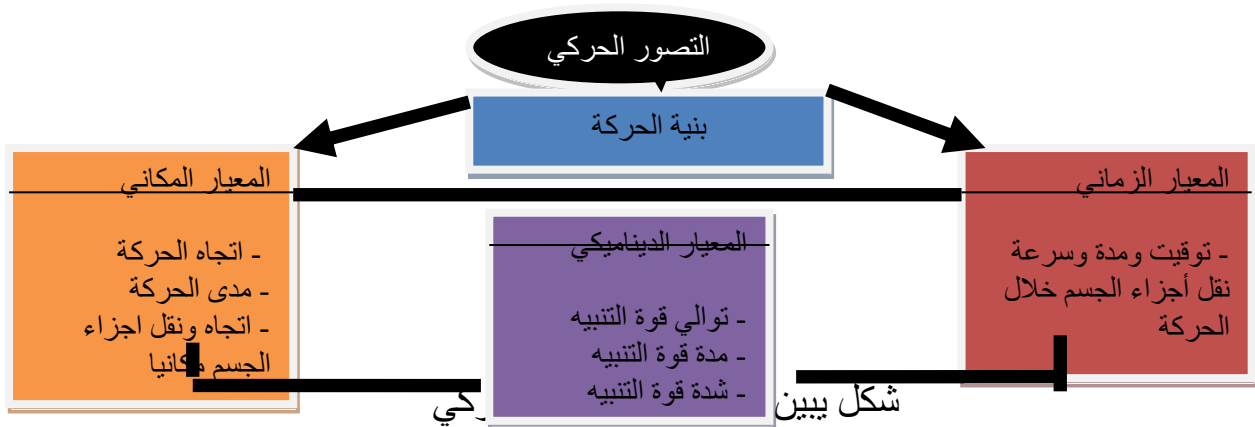 التصور الحركي
بنية الحركة
المعيار الزماني
- توقيت ومدة وسرعة
نقل أجزاء الجسم خلال
الحركة
المعيار الديناميكي
- توالي قوة التنبيه
- مدة قوة التنبيه
- شدة قوة التنبيه
المعيار المكاني
- اتجاه الحركة
- مدى الحركة
- اتجاه ونقل اجزاء
الجسم مكانيا
شكل يبين